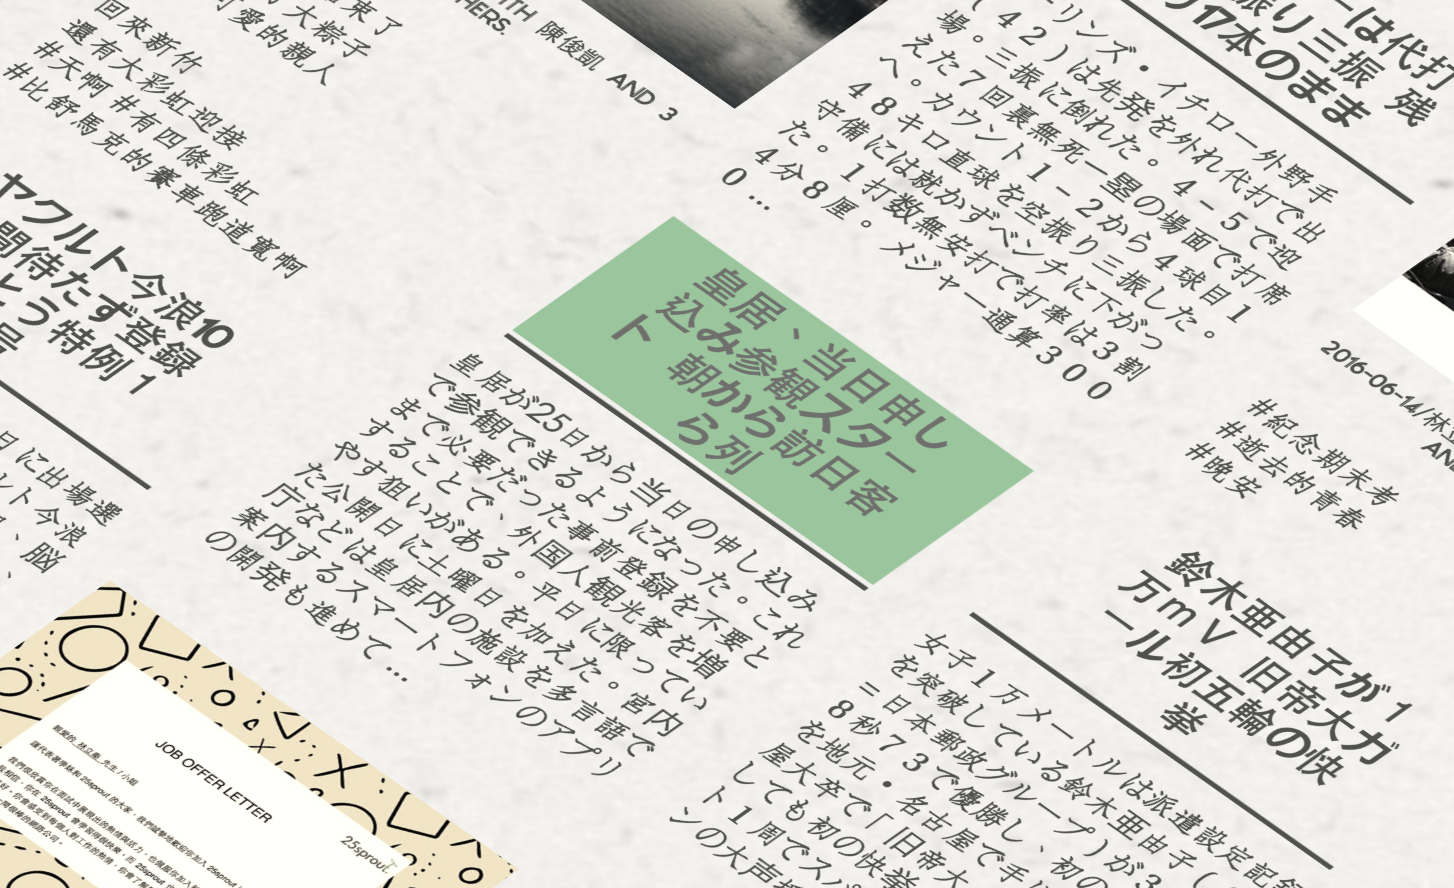 東了
大粽子
可愛的親人
回來新竹
還有大彩虹迎接
#天啊 #有四條彩虹
#比舒馬克的賽車跑道寬啊
ITH 陳俊凱 AND 3
HERS.
ヤクルト今浪10
間待たず登録
とう特例1
号
日に出場選
ント今浪
、脳
ーは代打
振り三振 残
り17本のまま
ーリンズ・イチロー外野手
(42)は先発を外れ代打で出
場。三振に倒れた。4-5で迎
えた7回裏無死一塁の場面で打席
へ。カウント1-2から4球目1
48キロ直球を空振り三振した。
守備には就かずベンチに下がっ
た。1打数無安打で打率は3割
4分8厘。メジャー通算300
0…
皇居、当日申し
込み参観スター
ト 朝から訪日客
ら列
皇居が25日から当日の申し込み
で参観できるようになった。これ
まで必要だった事前登録を不要と
することで、外国人観光客を増
やす狙いがある。平日に限ってい
た公開日に土曜日を加えた。宮内
庁などは皇居内の施設を多言語で
案内するスマートフォンのアプリ
の開発も進めて…
2016-06-14/林
AN
#紀念期末考
#逝去的青春
#晚安
鈴木亜由子が1
万mV 旧帝大ガ
ール初五輪の快
挙
女子1万メートルは派遣設定記録
を突破している鈴木亜由子(
=日本郵政グループ)が3
8秒73で優勝し、初の
を地元・名古屋で手
屋大卒で「旧帝大
しても初の快挙
ト1周でスパ
ンの大声援
JOB OFFER LETTER
親愛的 林立薇 先生/小姐
25sprout